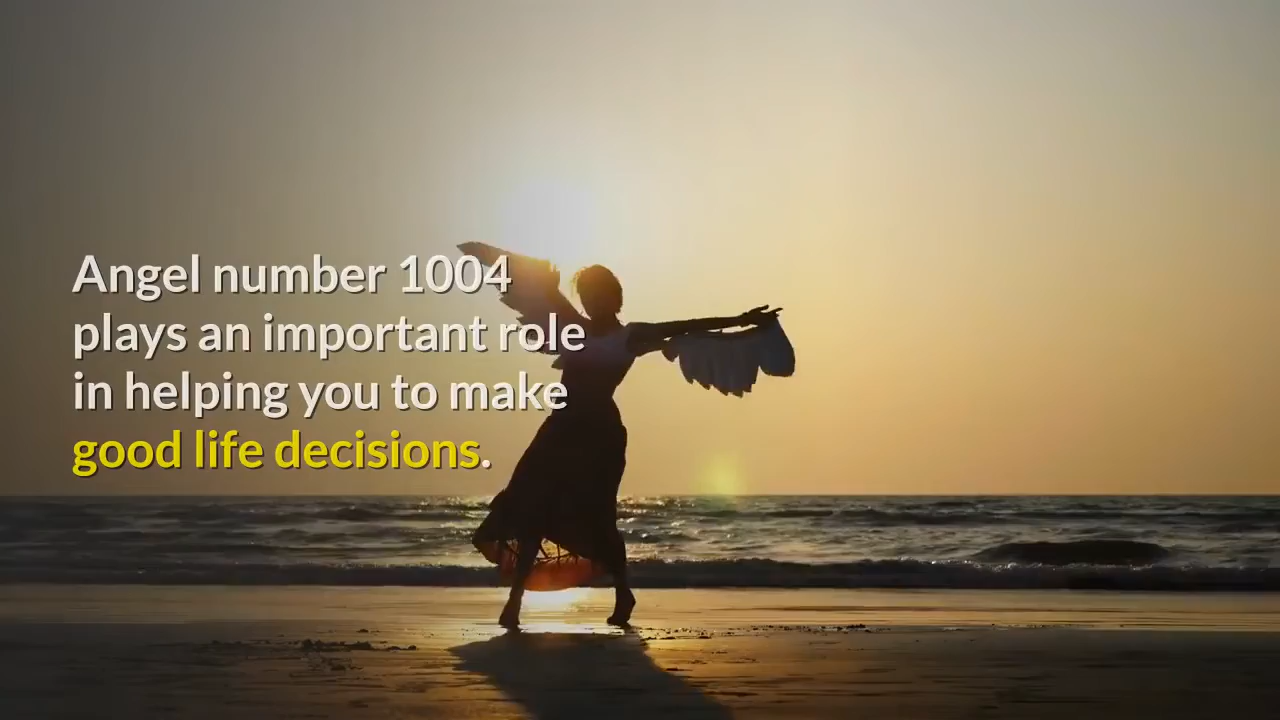 Angel number 1004
plays an important role
in helping you to make
good life decisions.